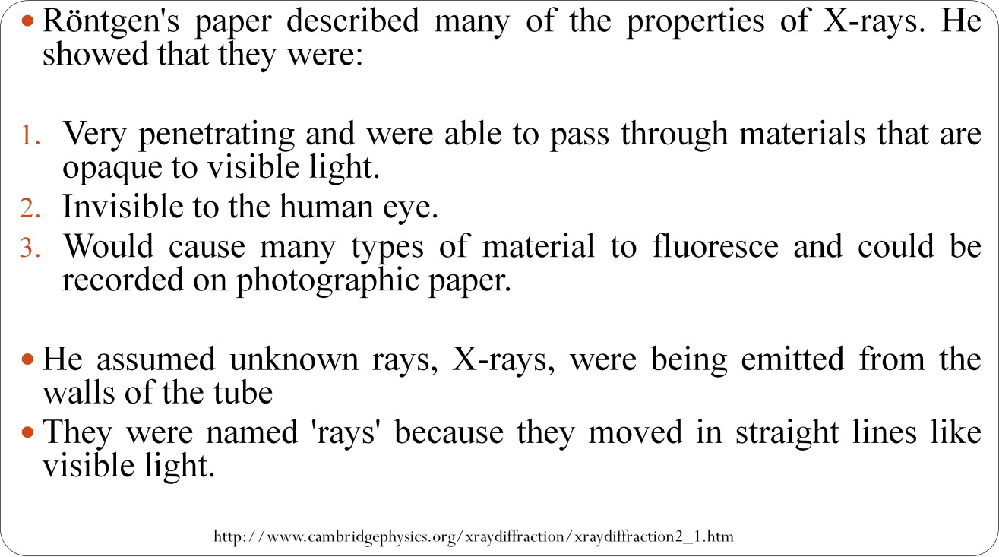 • Röntgen's paper described many of the properties of X-rays. He
showed that they were:
1. Very penetrating and were able to pass through materials that are
opaque to visible light.
2. Invisible to the human eye.
3. Would cause many types of material to fluoresce and could be
recorded on photographic paper.
• He assumed unknown rays, X-rays, were being emitted from the
walls of the tube
• They were named 'rays' because they moved in straight lines like
visible light.
http://www.cambridgephysics.org/xraydiffraction/xraydiffraction2_1.htm